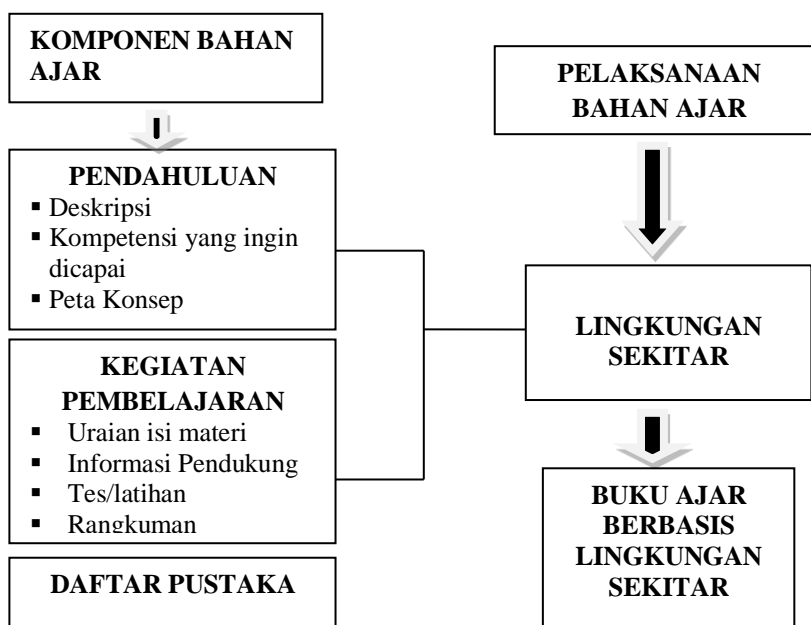 KOMPONEN BAHAN
AJAR
PENDAHULUAN
▪ Deskripsi
▪ Kompetensi yang ingin
dicapai
▪ Peta Konsep
KEGIATAN
PEMBELAJARAN
▪ Uraian isi materi
▪ Informasi Pendukung
▪ Tes/latihan
▪ Rangkuman
DAFTAR PUSTAKA
PELAKSANAAN
BAHAN AJAR
LINGKUNGAN
SEKITAR
BUKU AJAR
BERBASIS
LINGKUNGAN
SEKITAR